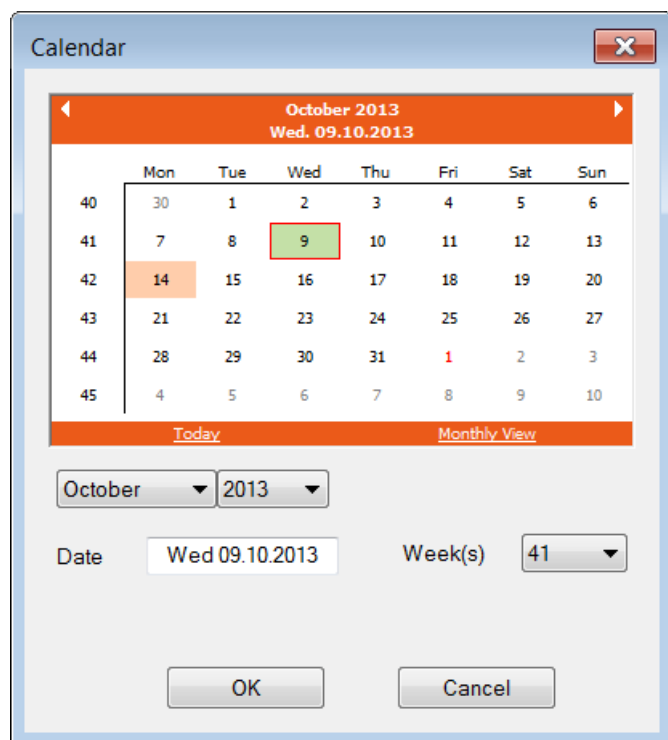 Calendar
October 2013
Wed. 09.10.2013
Mon Tue Wed Thu Fri Sat Sun
40 30 1 2 3 4 5 6
41 7 8 9 10 11 12 13
42 14 15 16 17 18 19 20
43 21 22 23 24 25 26 27
44 28 29 30 31 1 2 3
45 4 5 6 7 8 9 10
Today Monthly View
October 2013
Date Wed 09.10.2013 Week(s) 41
OK Cancel